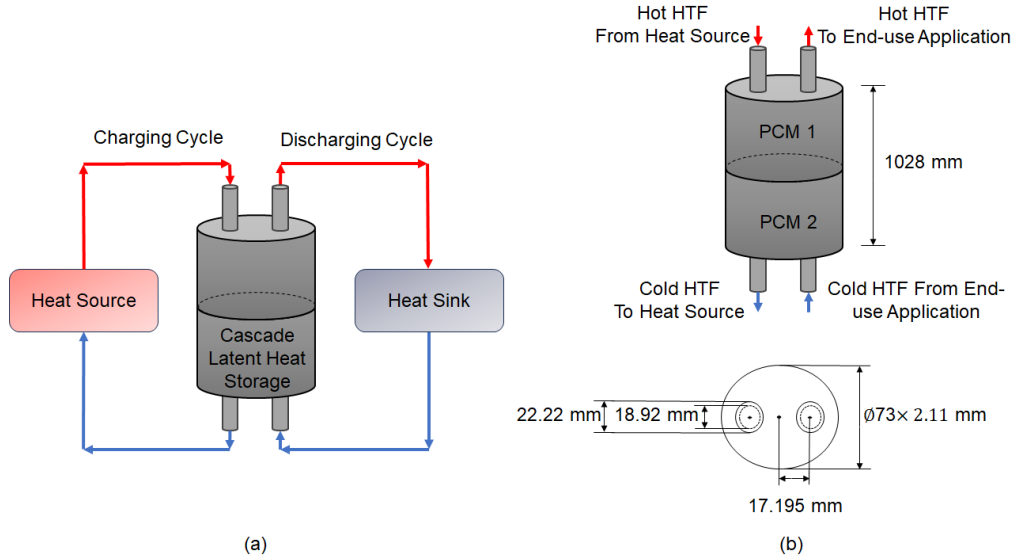 Charging Cycle
Discharging Cycle
Heat Source
Heat Sink
Cascade
Latent Heat
Storage
(a)
Hot HTF
From Heat Source
Hot HTF
To End-use Application
PCM 1
PCM 2
1028 mm
Cold HTF
To Heat Source
Cold HTF From End-
use Application
22.22 mm
18.92 mm
Ø73× 2.11 mm
17.195 mm
(b)